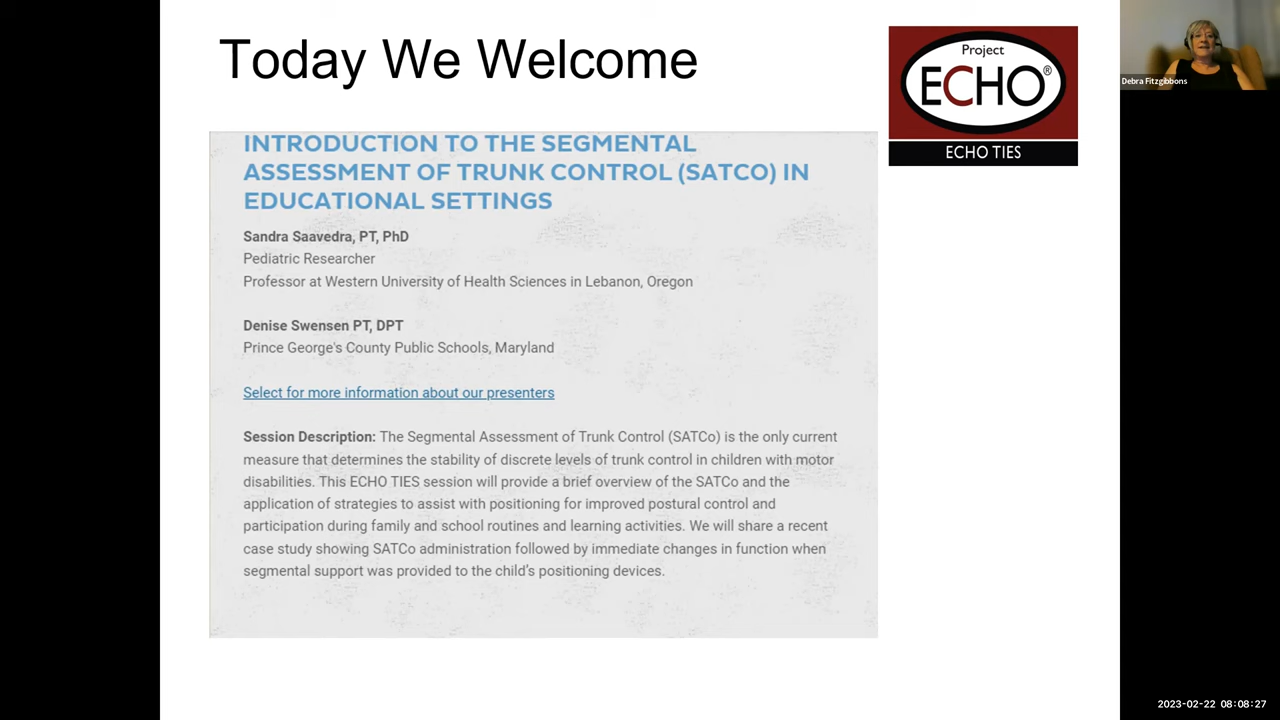 Today We Welcome
Project
ECHO®
ECHO TIES
Debra Fitzgibbons
INTRODUCTION TO THE SEGMENTAL
ASSESSMENT OF TRUNK CONTROL (SATCO) IN
EDUCATIONAL SETTINGS
Sandra Saavedra, PT, PhD
Pediatric Researcher
Professor at Western University of Health Sciences in Lebanon, Oregon
Denise Swensen PT, DPT
Prince George's County Public Schools, Maryland
Select for more information about our presenters
Session Description: The Segmental Assessment of Trunk Control (SATCo) is the only current
measure that determines the stability of discrete levels of trunk control in children with motor
disabilities. This ECHO TIES session will provide a brief overview of the SATCo and the
application of strategies to assist with positioning for improved postural control and
participation during family and school routines and learning activities. We will share a recent
case study showing SATCo administration followed by immediate changes in function when
segmental support was provided to the child's positioning devices.
2023-02-22 08:08:27